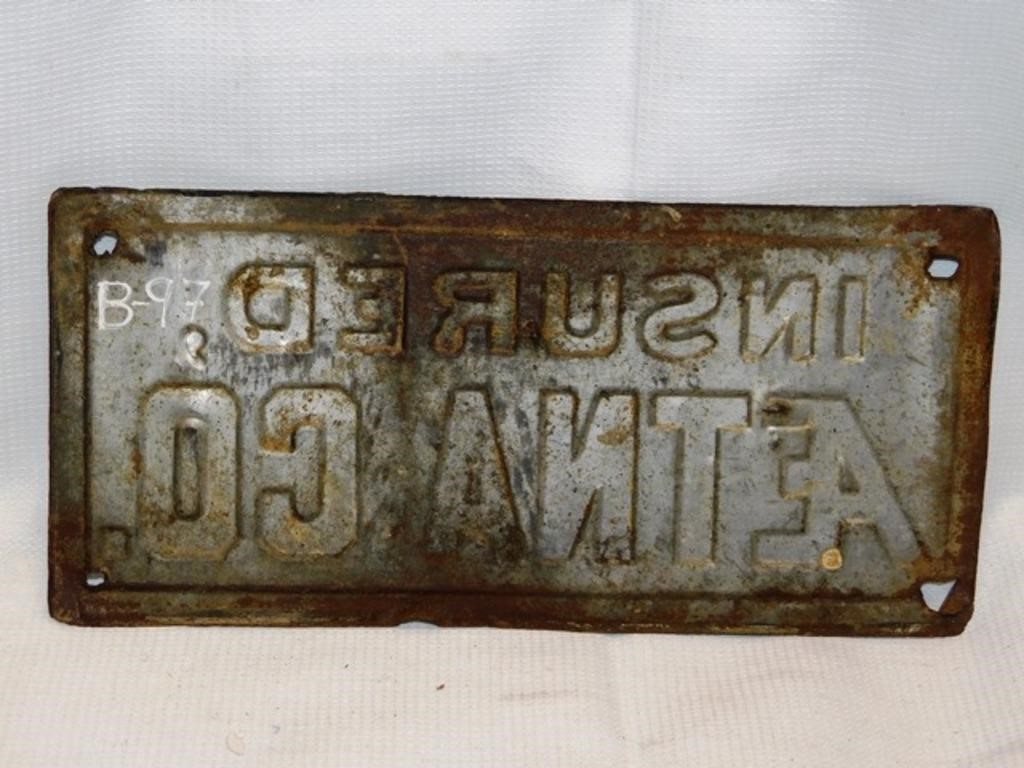 INSURED,
ÆTNA CO.
B-97